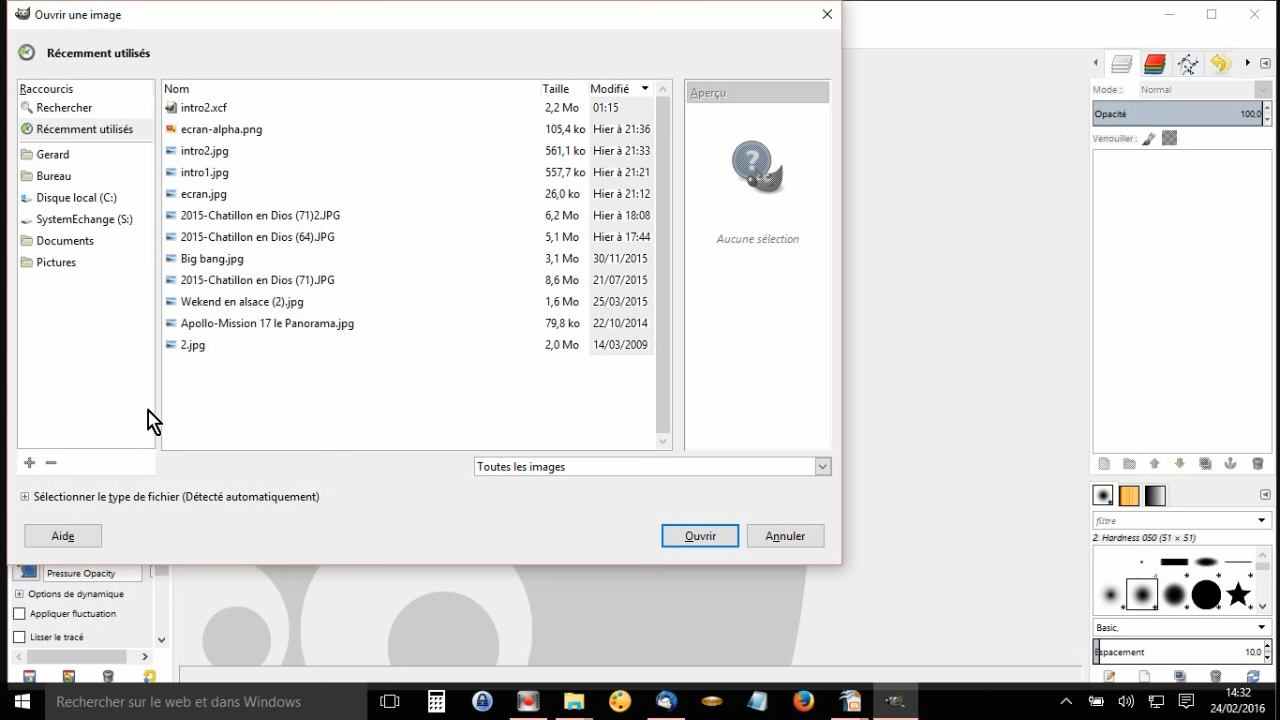 Ouvrir une image
Récemment utilisés
Raccourcis
Rechercher
Récemment utilisés
Gerard
Bureau
Disque local (C:)
SystemEchange (S:)
Documents
Pictures
Nom Taille Modifié
intro2.xcf 2,2 Mo 01:15
ecran-alpha.png 105,4 ko Hier à 21:36
intro2.jpg 561,1 ko Hier à 21:33
intro1.jpg 557,7 ko Hier à 21:21
ecran.jpg 26,0 ko Hier à 21:12
2015-Chatillon en Dios (71)2.JPG 6,2 Mo Hier à 18:08
2015-Chatillon en Dios (64).JPG 5,1 Mo Hier à 17:44
Big bang.jpg 3,1 Mo 30/11/2015
2015-Chatillon en Dios (71).JPG 8,6 Mo 21/07/2015
Wekend en alsace (2).jpg 1,6 Mo 25/03/2015
Apollo-Mission 17 le Panorama.jpg 79,8 ko 22/10/2014
2.jpg 2,0 Mo 14/03/2009
Aperçu
Aucune sélection
Toutes les images
Sélectionner le type de fichier (Détecté automatiquement)
Aide
Ouvrir
Annuler
Mode : Normal
Opacité 100,0
Verrouiller :
filtre
2. Hardness 050 (51 × 51)
Basic,
Espacement 10,0
Pressure Opacity
Options de dynamique
Appliquer fluctuation
Lisser le tracé
Rechercher sur le web et dans Windows
14:32
24/02/2016